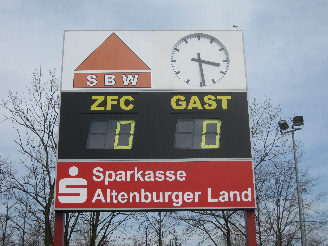 SBW
ZFC GAST
0 0
Sparkasse
Altenburger Land